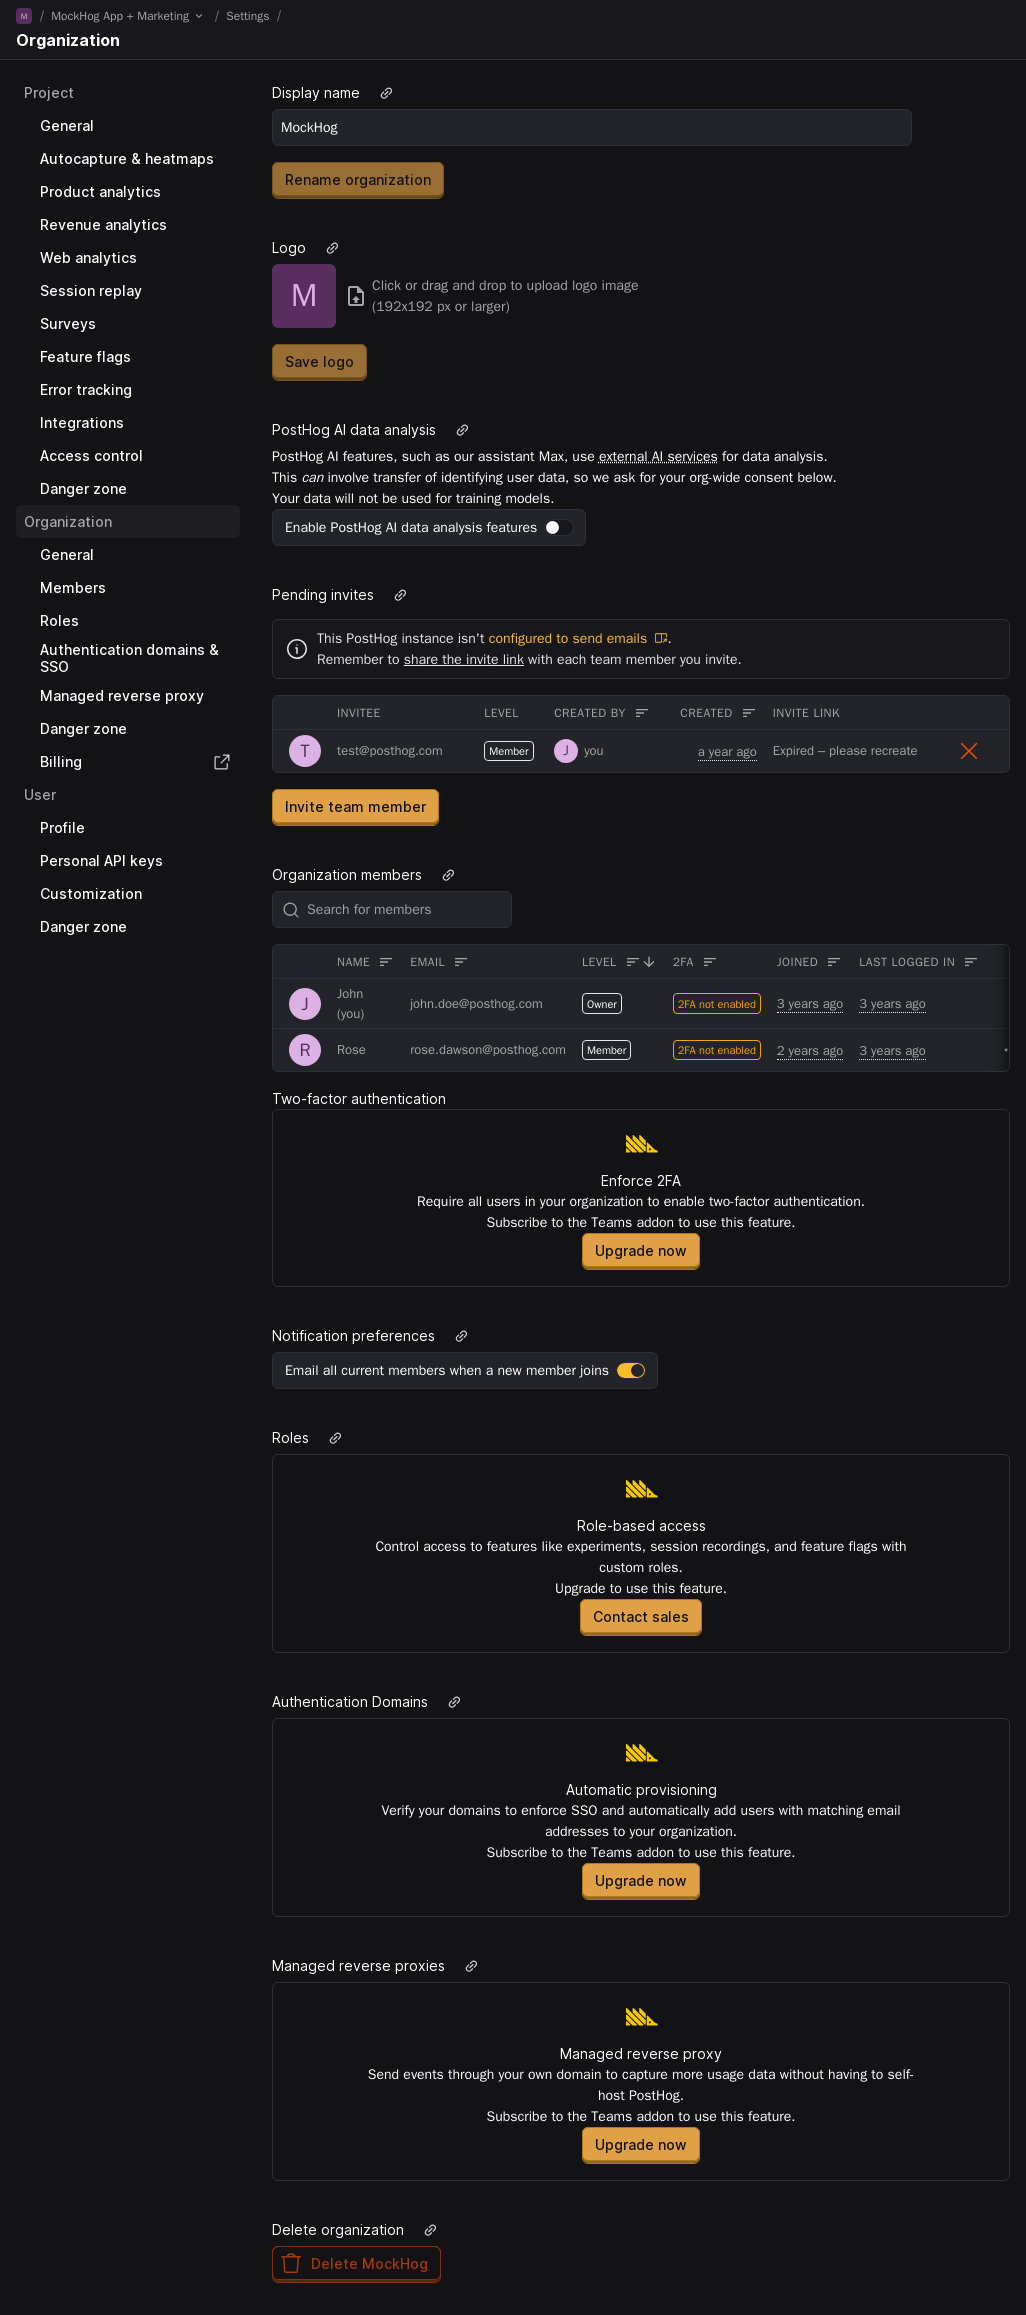 M / MockHog App + Marketing / Settings /
Organization
Project
General
Autocapture & heatmaps
Product analytics
Revenue analytics
Web analytics
Session replay
Surveys
Feature flags
Error tracking
Integrations
Access control
Danger zone
Organization
General
Members
Roles
Authentication domains &
SSO
Managed reverse proxy
Danger zone
Billing
User
Profile
Personal API keys
Customization
Danger zone
Display name
MockHog
Rename organization
Logo
M
Click or drag and drop to upload logo image
(192x192 px or larger)
Save logo
PostHog AI data analysis
PostHog AI features, such as our assistant Max, use external AI services for data analysis.
This can involve transfer of identifying user data, so we ask for your org-wide consent below.
Your data will not be used for training models.
Enable PostHog AI data analysis features
Pending invites
This PostHog instance isn't configured to send emails .
Remember to share the invite link with each team member you invite.
INVITEE LEVEL CREATED BY CREATED INVITE LINK
T test@posthog.com Member J you a year ago Expired – please recreate
Invite team member
Organization members
Search for members
NAME EMAIL LEVEL 2FA JOINED LAST LOGGED IN
J John (you) john.doe@posthog.com Owner 2FA not enabled 3 years ago 3 years ago
R Rose rose.dawson@posthog.com Member 2FA not enabled 2 years ago 3 years ago
Two-factor authentication
Enforce 2FA
Require all users in your organization to enable two-factor authentication.
Subscribe to the Teams addon to use this feature.
Upgrade now
Notification preferences
Email all current members when a new member joins
Roles
Role-based access
Control access to features like experiments, session recordings, and feature flags with
custom roles.
Upgrade to use this feature.
Contact sales
Authentication Domains
Automatic provisioning
Verify your domains to enforce SSO and automatically add users with matching email
addresses to your organization.
Subscribe to the Teams addon to use this feature.
Upgrade now
Managed reverse proxies
Managed reverse proxy
Send events through your own domain to capture more usage data without having to self-
host PostHog.
Subscribe to the Teams addon to use this feature.
Upgrade now
Delete organization
Delete MockHog